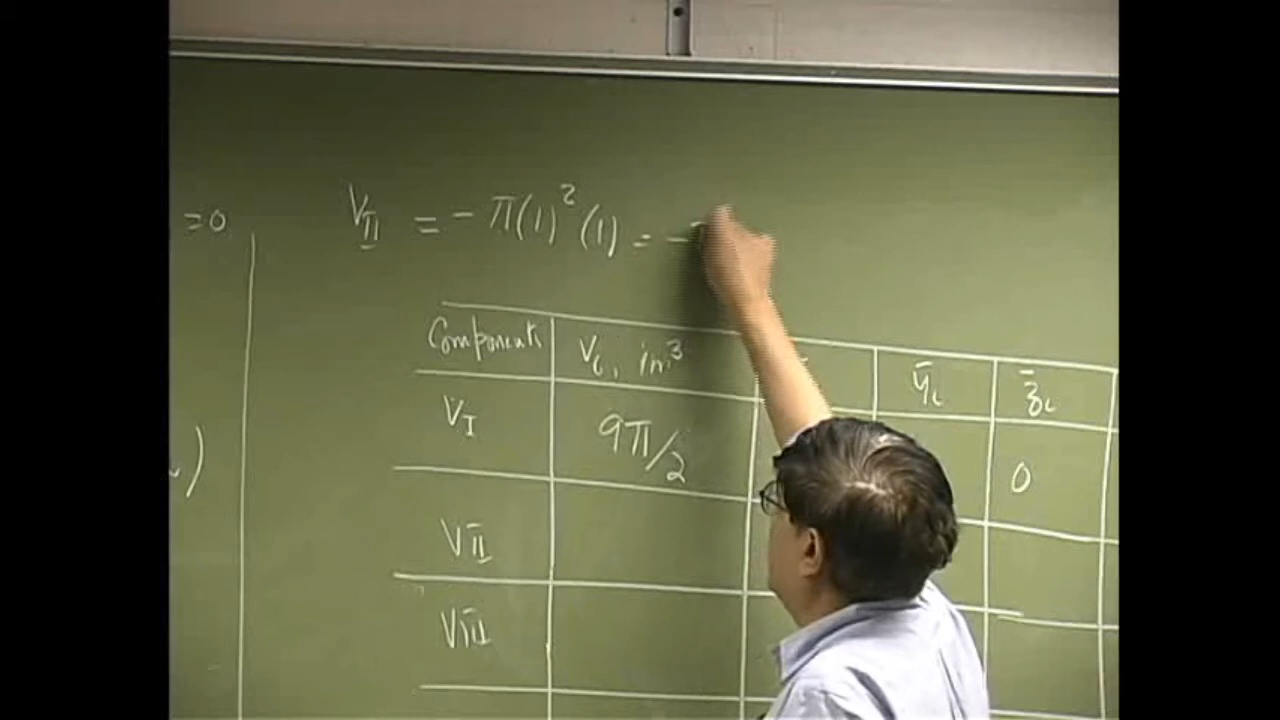 =0
V_II = - π(1)²(1) = -
Components V_i, in³ ȳ_i z̄_i
V_I 9π/2 0
)
V_II
V_III